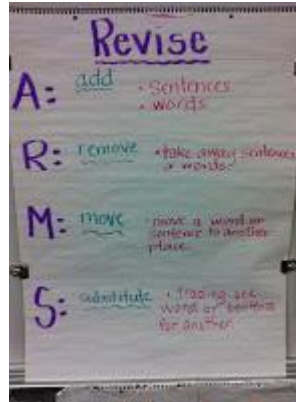 Revise
A: add • Sentences
• words
R: remove • take away sentences
or words
M: move • move a word or
sentence to another
place
S: substitute • Trading one
word or sentence
for another